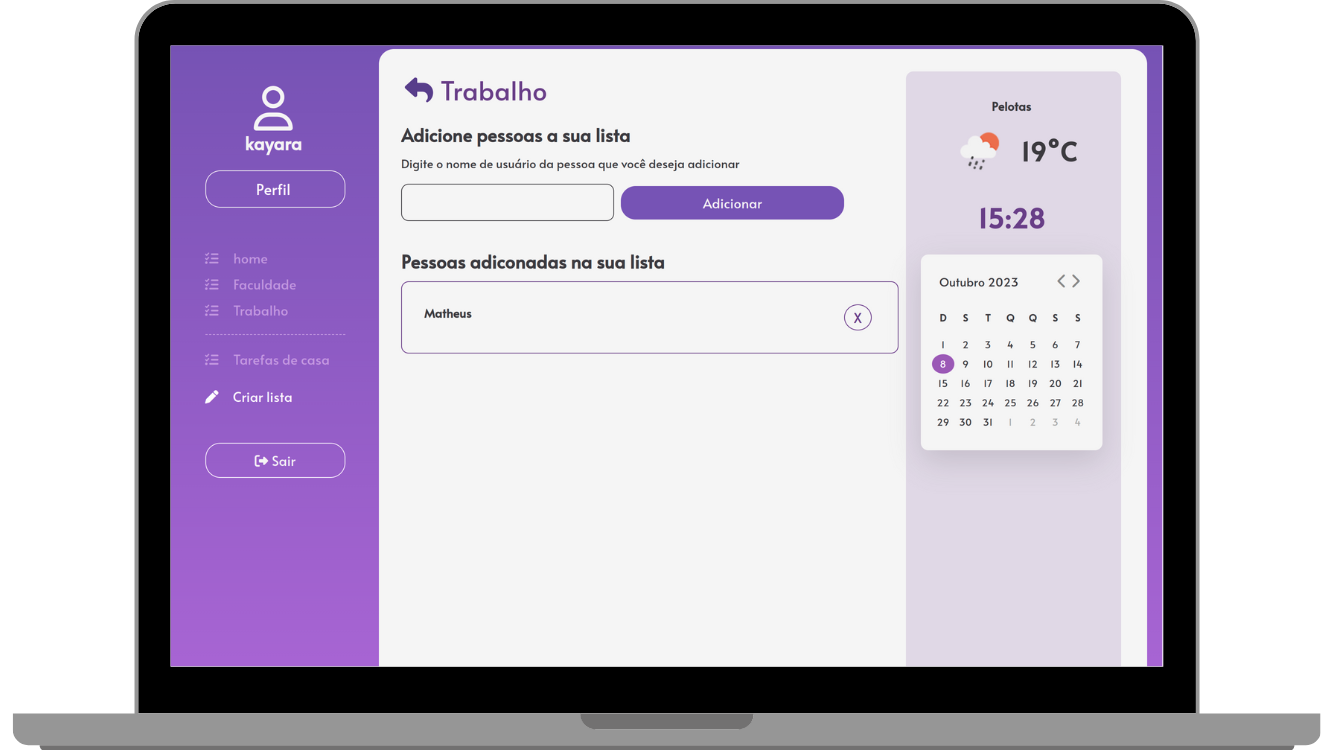 kayara
Perfil
home
Faculdade
Trabalho
Tarefas de casa
Criar lista
Sair
Trabalho
Adicione pessoas a sua lista
Digite o nome de usuário da pessoa que você deseja adicionar
Adicionar
Pessoas adiconadas na sua lista
Matheus
X
Pelotas
19°C
15:28
Outubro 2023
D S T Q Q S S
1 2 3 4 5 6 7
8 9 10 11 12 13 14
15 16 17 18 19 20 21
22 23 24 25 26 27 28
29 30 31 1 2 3 4